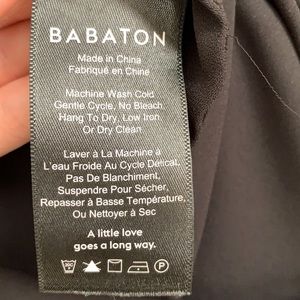 BABATON
Made in China
Fabriqué en Chine
Machine Wash Cold
Gentle Cycle, No Bleach,
Hang To Dry, Low Iron,
Or Dry Clean
Laver à La Machine à
L'eau Froide Au Cycle Délicat,
Pas De Blanchiment,
Suspendre Pour Sécher,
Repasser à Basse Température,
Ou Nettoyer à Sec
A little love
goes a long way.